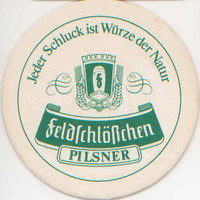 Jeder Schluck ist Würze der Natur
Feldschlößchen
PILSNER